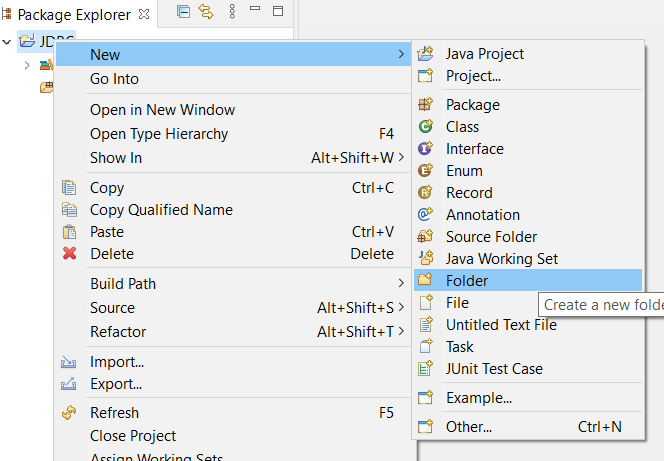 Package Explorer
JDBC
New
Go Into
Open in New Window
Open Type Hierarchy F4
Show In Alt+Shift+W
Copy Ctrl+C
Copy Qualified Name
Paste Ctrl+V
Delete Delete
Build Path
Source Alt+Shift+S
Refactor Alt+Shift+T
Import...
Export...
Refresh F5
Close Project
Assign Working Sets
Java Project
Project...
Package
Class
Interface
Enum
Record
Annotation
Source Folder
Java Working Set
Folder
File
Create a new folde
Untitled Text File
Task
JUnit Test Case
Example...
Other... Ctrl+N